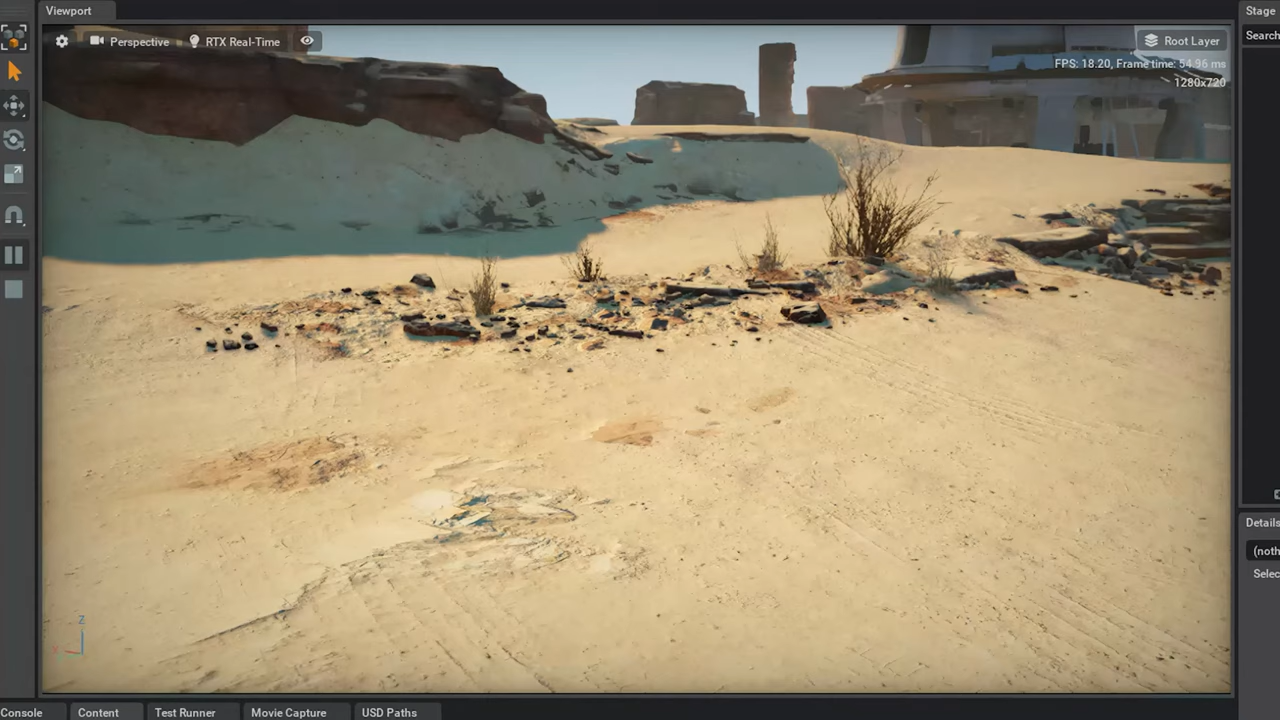 Viewport
Stage
Search
Perspective
RTX Real-Time
Root Layer
FPS: 18.20, Frame time: 54.96 ms
1280x720
Details
(noth
Selec
Z
X
Console
Content
Test Runner
Movie Capture
USD Paths